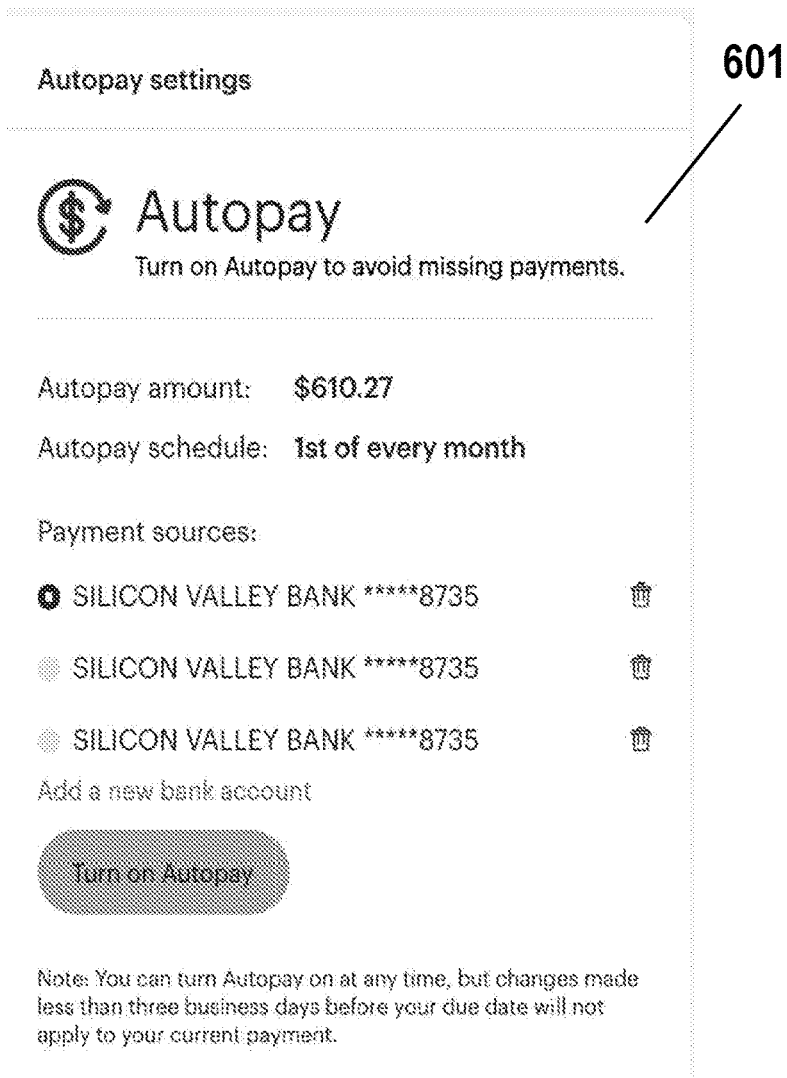 Autopay settings
601
Autopay
Turn on Autopay to avoid missing payments.
Autopay amount: $610.27
Autopay schedule: 1st of every month
Payment sources:
SILICON VALLEY BANK *****8735
SILICON VALLEY BANK *****8735
SILICON VALLEY BANK *****8735
Add a new bank account
Turn on Autopay
Note: You can turn Autopay on at any time, but changes made
less than three business days before your due date will not
apply to your current payment.